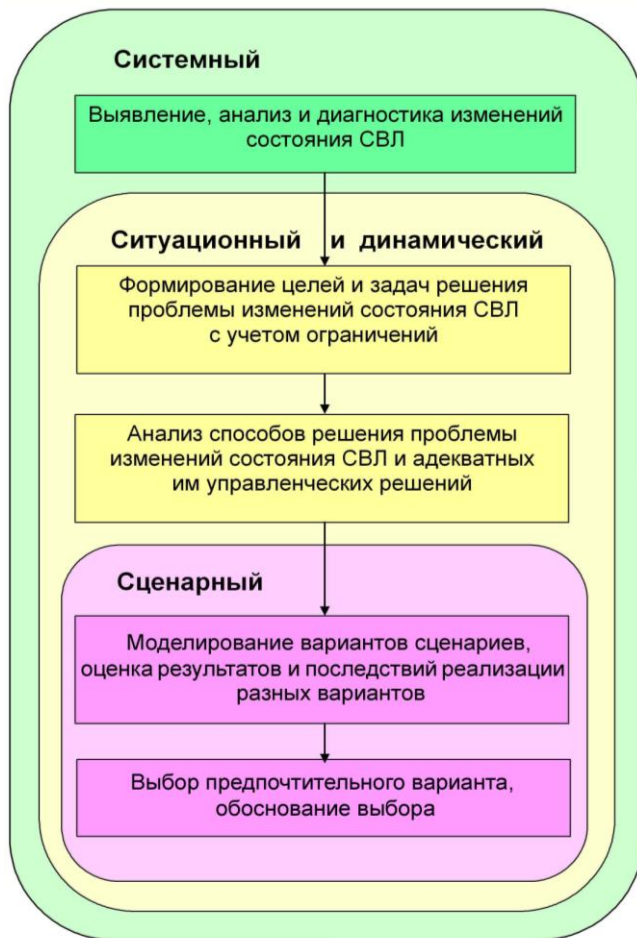 Системный
Выявление, анализ и диагностика изменений
состояния СВЛ
Ситуационный и динамический
Формирование целей и задач решения
проблемы изменений состояния СВЛ
с учетом ограничений
Анализ способов решения проблемы
изменений состояния СВЛ и адекватных
им управленческих решений
Сценарный
Моделирование вариантов сценариев,
оценка результатов и последствий реализации
разных вариантов
Выбор предпочтительного варианта,
обоснование выбора